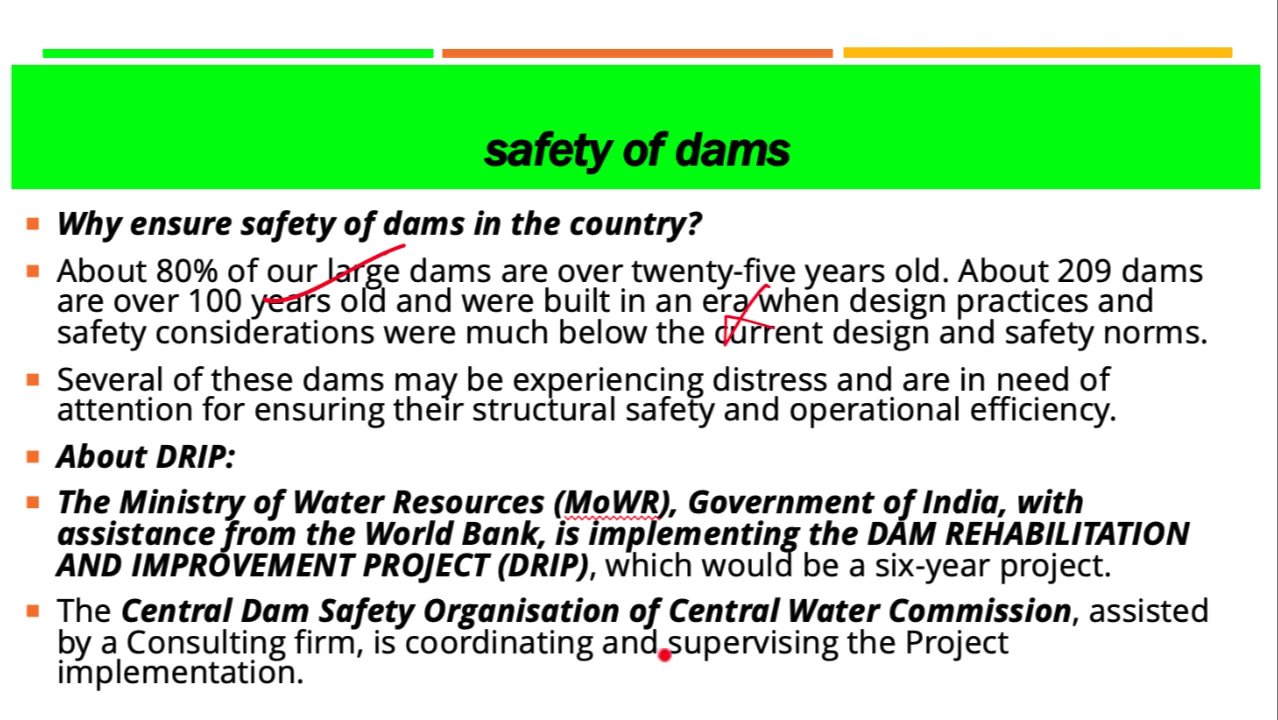 safety of dams
Why ensure safety of dams in the country?
About 80% of our large dams are over twenty-five years old. About 209 dams
are over 100 years old and were built in an era when design practices and
safety considerations were much below the current design and safety norms.
Several of these dams may be experiencing distress and are in need of
attention for ensuring their structural safety and operational efficiency.
About DRIP:
The Ministry of Water Resources (MoWR), Government of India, with
assistance from the World Bank, is implementing the DAM REHABILITATION
AND IMPROVEMENT PROJECT (DRIP), which would be a six-year project.
The Central Dam Safety Organisation of Central Water Commission, assisted
by a Consulting firm, is coordinating and supervising the Project
implementation.